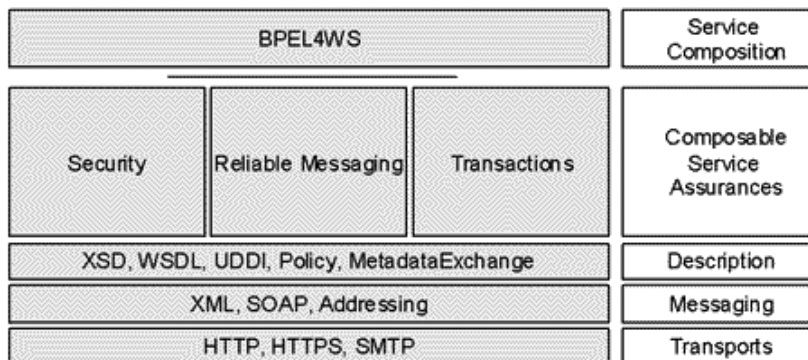 BPEL4WS
Service
Composition
Security
Reliable Messaging
Transactions
Composable
Service
Assurances
XSD, WSDL, UDDI, Policy, MetadataExchange
Description
XML, SOAP, Addressing
Messaging
HTTP, HTTPS, SMTP
Transports